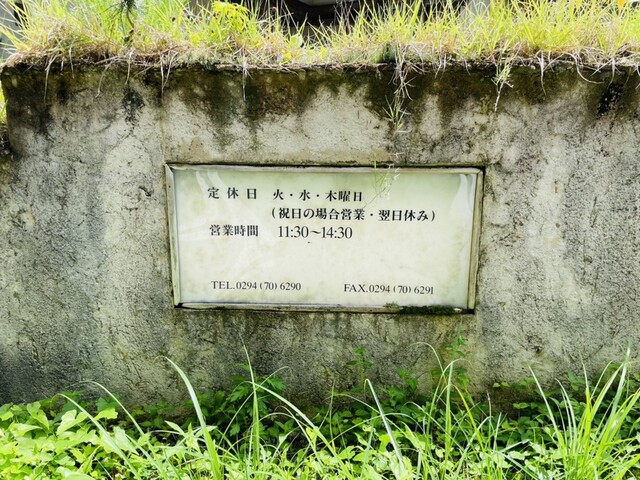 定休日 火・水・木曜日
(祝日の場合営業・翌日休み)
営業時間 11:30〜14:30
TEL.0294(70)6290 FAX.0294(70)6291